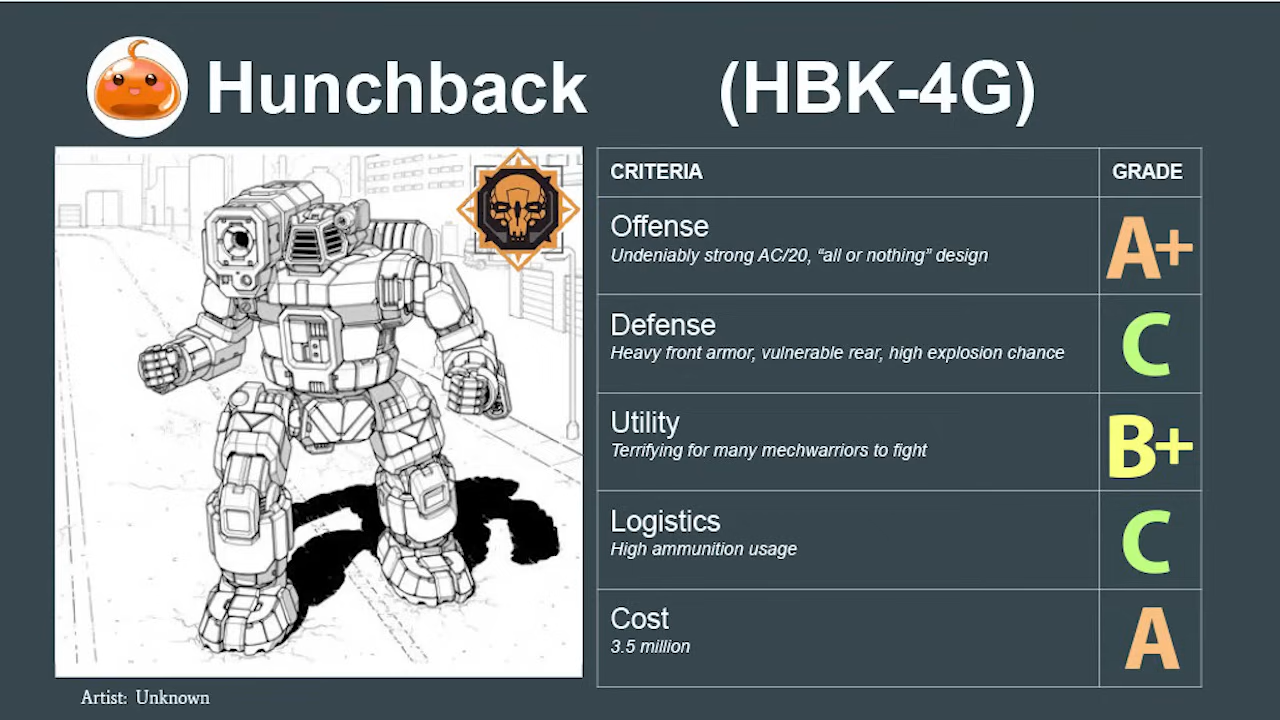 Hunchback (HBK-4G)
CRITERIA GRADE
Offense
Undeniably strong AC/20, “all or nothing” design
A+
Defense
Heavy front armor, vulnerable rear, high explosion chance
C
Utility
Terrifying for many mechwarriors to fight
B+
Logistics
High ammunition usage
C
Cost
3.5 million
A
Artist: Unknown